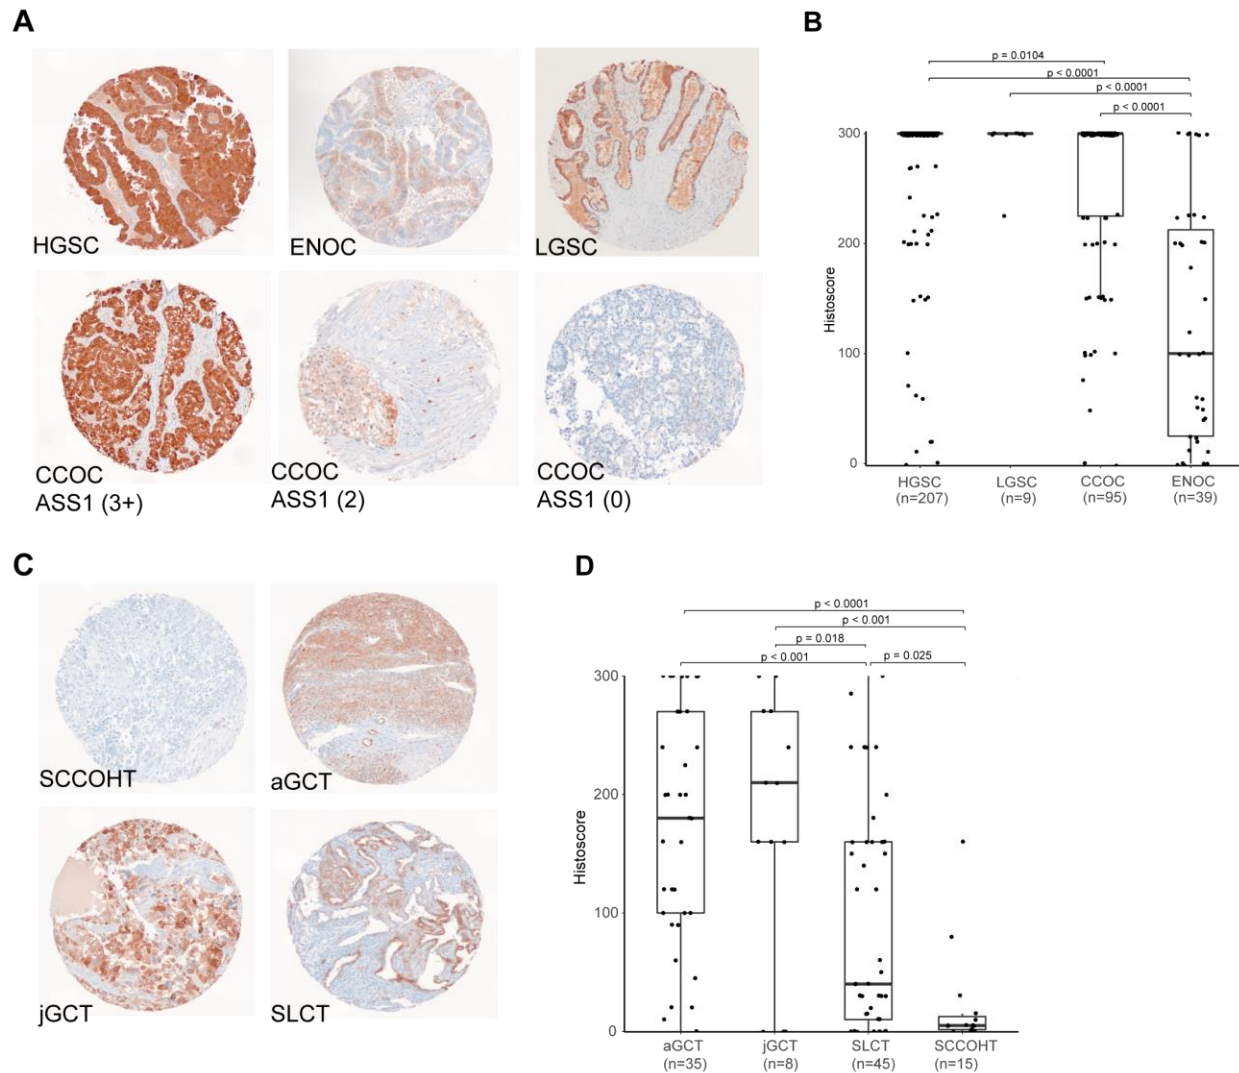 A
HGSC
ENOC
LGSC
CCOC
ASS1 (3+)
CCOC
ASS1 (2)
CCOC
ASS1 (0)
B
p = 0.0104
p < 0.0001
p < 0.0001
p < 0.0001
300
200
100
0
Histoscore
HGSC
(n=207)
LGSC
(n=9)
CCOC
(n=95)
ENOC
(n=39)
C
SCCOHT
aGCT
jGCT
SLCT
D
p < 0.0001
p < 0.001
p = 0.018
p < 0.001
p = 0.025
300
200
100
0
Histoscore
aGCT
(n=35)
jGCT
(n=8)
SLCT
(n=45)
SCCOHT
(n=15)